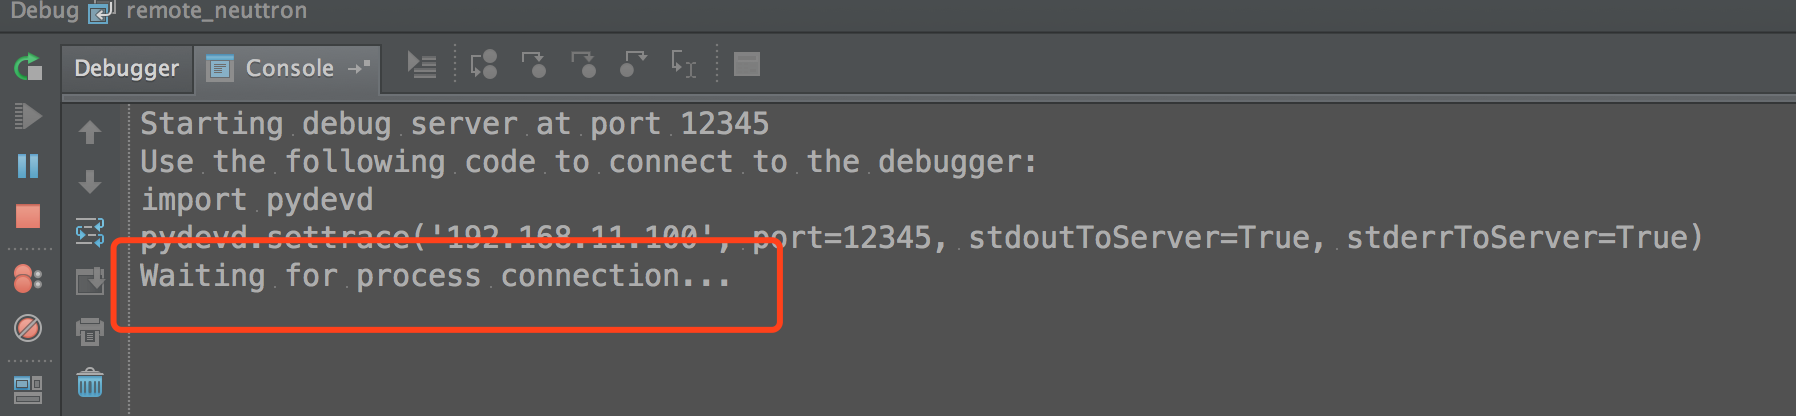 Debug remote_neuttron
Debugger Console
Starting debug server at port 12345
Use the following code to connect to the debugger:
import pydevd
pydevd.settrace('192.168.11.100', port=12345, stdoutToServer=True, stderrToServer=True)
Waiting for process connection...